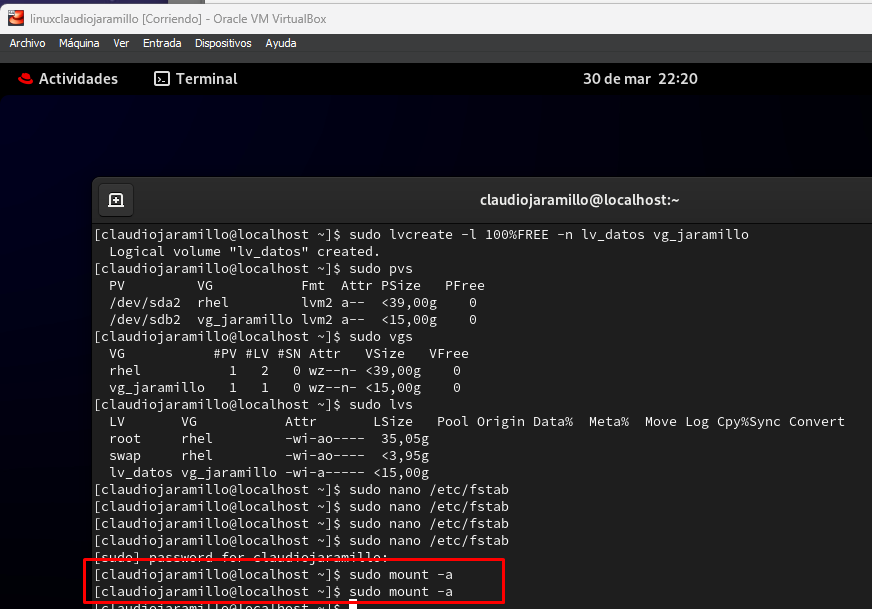 linuxclaudiojaramillo [Corriendo] - Oracle VM VirtualBox
Archivo Máquina Ver Entrada Dispositivos Ayuda
Actividades Terminal 30 de mar 22:20
claudiojaramillo@localhost:~
[claudiojaramillo@localhost ~]$ sudo lvcreate -l 100%FREE -n lv_datos vg_jaramillo
  Logical volume "lv_datos" created.
[claudiojaramillo@localhost ~]$ sudo pvs
  PV         VG           Fmt  Attr PSize   PFree
  /dev/sda2  rhel         lvm2 a--  <39,00g    0
  /dev/sdb2  vg_jaramillo lvm2 a--  <15,00g    0
[claudiojaramillo@localhost ~]$ sudo vgs
  VG           #PV #LV #SN Attr   VSize   VFree
  rhel           1   2   0 wz--n- <39,00g    0
  vg_jaramillo   1   1   0 wz--n- <15,00g    0
[claudiojaramillo@localhost ~]$ sudo lvs
  LV       VG           Attr       LSize   Pool Origin Data%  Meta%  Move Log Cpy%Sync Convert
  root     rhel         -wi-ao----  35,05g
  swap     rhel         -wi-ao----  <3,95g
  lv_datos vg_jaramillo -wi-a----- <15,00g
[claudiojaramillo@localhost ~]$ sudo nano /etc/fstab
[claudiojaramillo@localhost ~]$ sudo nano /etc/fstab
[claudiojaramillo@localhost ~]$ sudo nano /etc/fstab
[claudiojaramillo@localhost ~]$ sudo nano /etc/fstab
[sudo] password for claudiojaramillo:
[claudiojaramillo@localhost ~]$ sudo mount -a
[claudiojaramillo@localhost ~]$ sudo mount -a
[claudiojaramillo@localhost ~]$